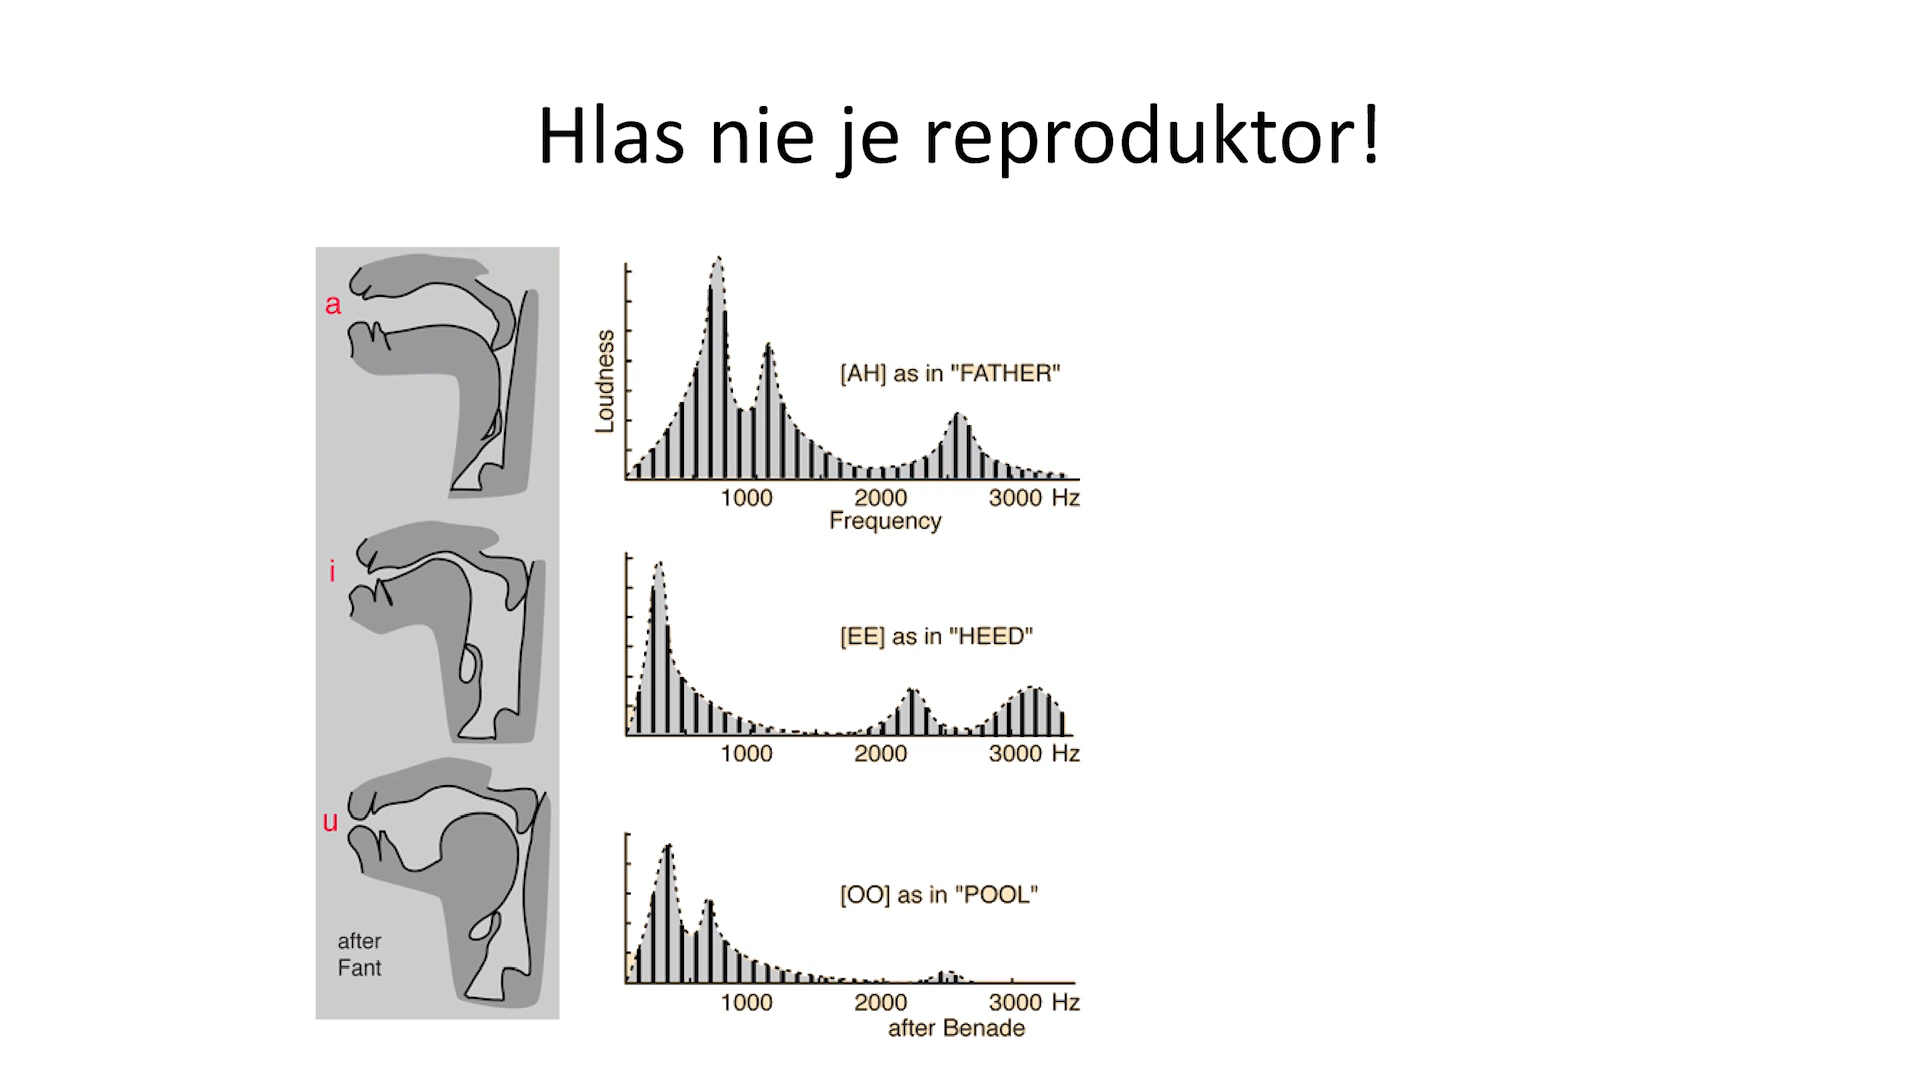 Hlas nie je reproduktor!
a
Loudness
[AH] as in "FATHER"
1000 2000 3000 Hz
Frequency
i
[EE] as in "HEED"
1000 2000 3000 Hz
u
[OO] as in "POOL"
after
Fant
1000 2000 3000 Hz
after Benade